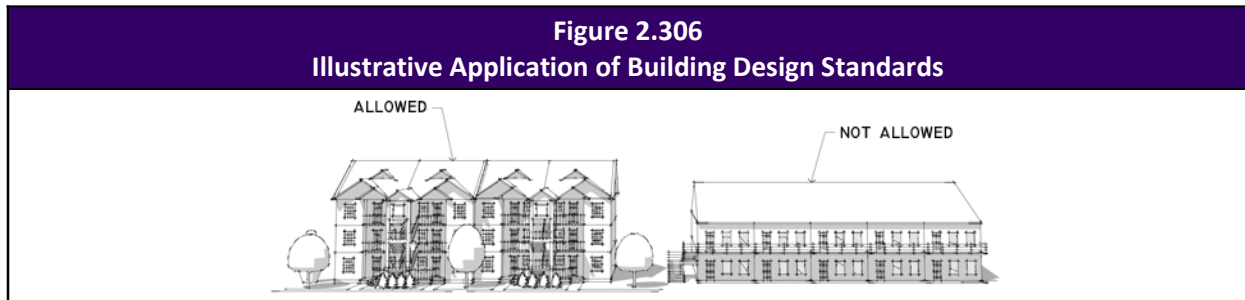 Figure 2.306
Illustrative Application of Building Design Standards
ALLOWED
NOT ALLOWED